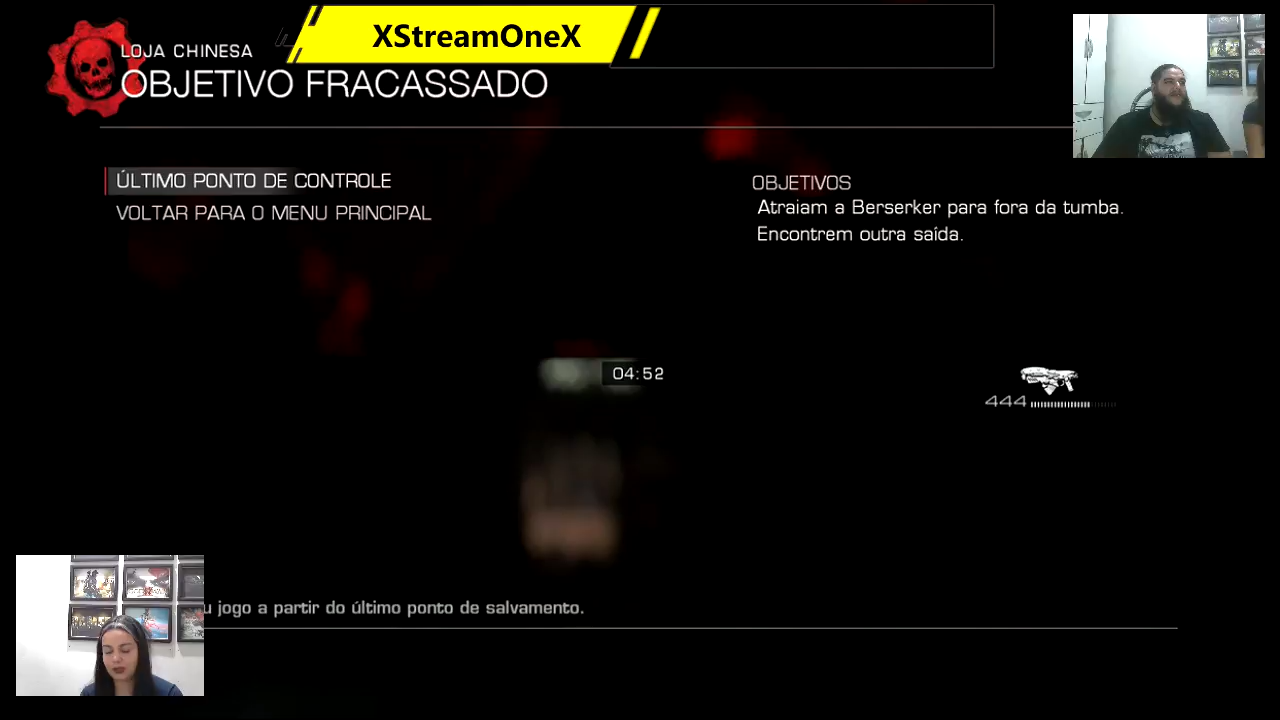 XStreamOneX
LOJA CHINESA
OBJETIVO FRACASSADO
ÚLTIMO PONTO DE CONTROLE
VOLTAR PARA O MENU PRINCIPAL
OBJETIVOS
Atraiam a Berserker para fora da tumba.
Encontrem outra saída.
04:52
444
jogo a partir do último ponto de salvamento.